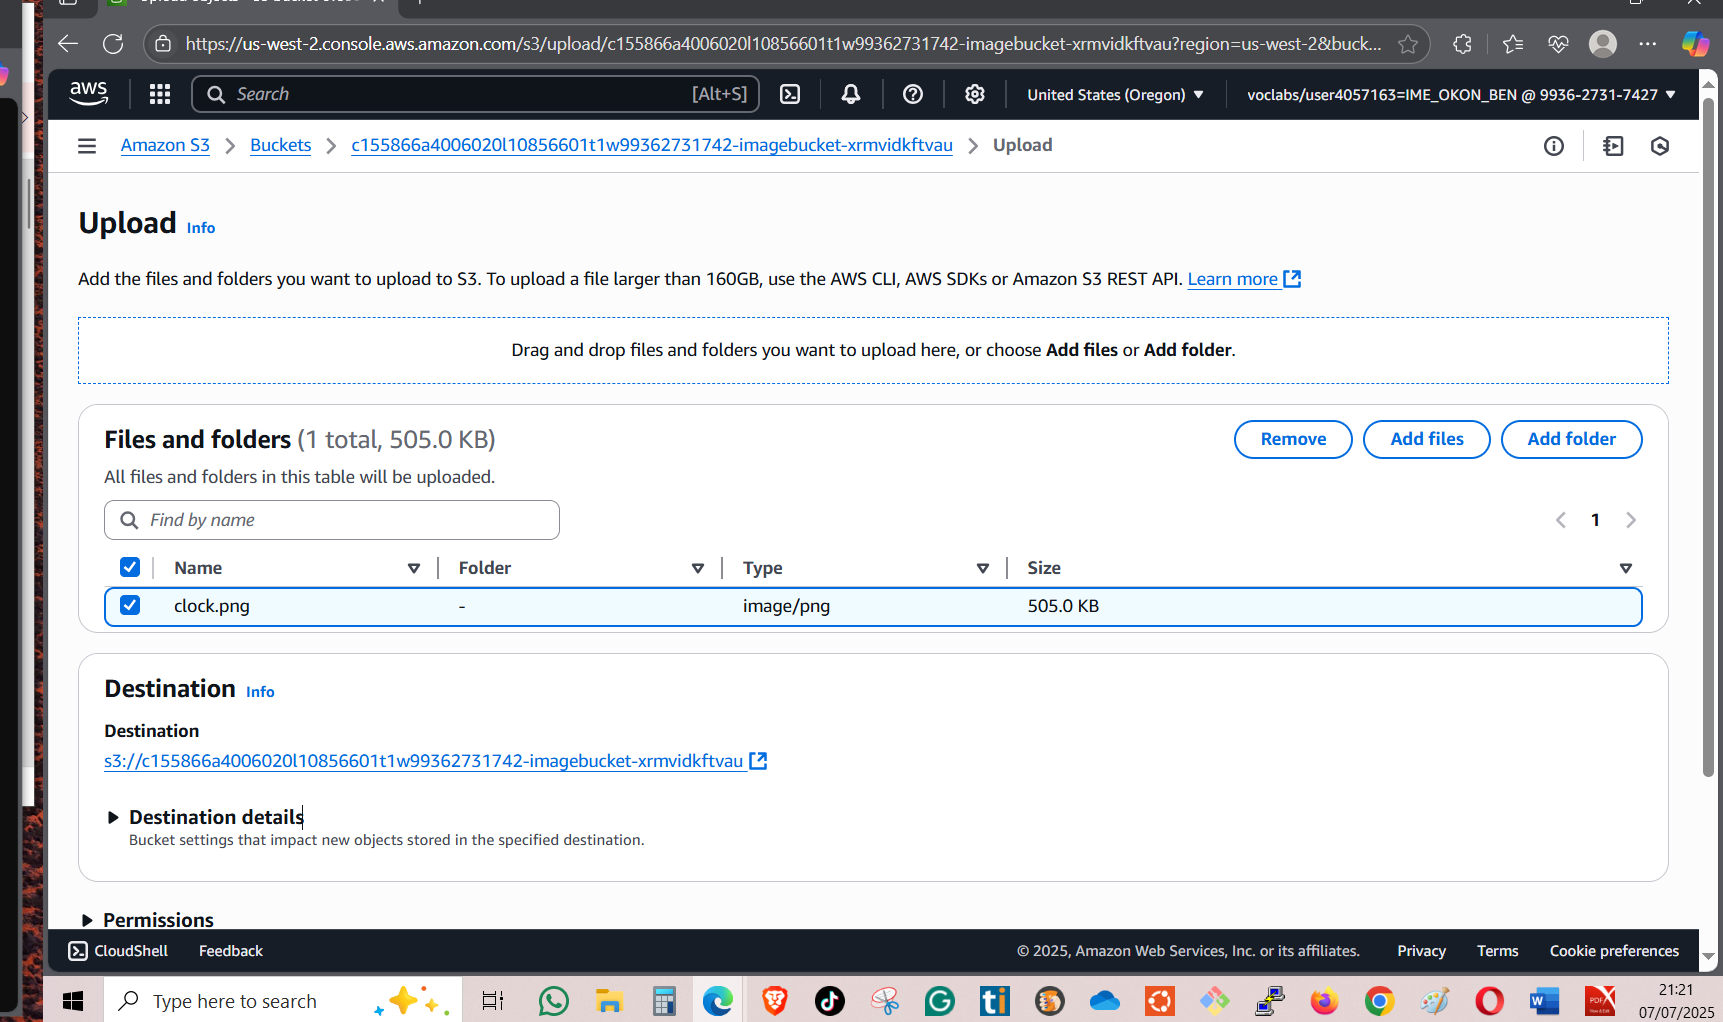 https://us-west-2.console.aws.amazon.com/s3/upload/c155866a4006020l10856601t1w99362731742-imagebucket-xrmvidkftvau?region=us-west-2&buck...
aws
Search
[Alt+S]
United States (Oregon)
voclabs/user4057163=IME_OKON_BEN @ 9936-2731-7427
Amazon S3 > Buckets > c155866a4006020l10856601t1w99362731742-imagebucket-xrmvidkftvau > Upload
Upload Info
Add the files and folders you want to upload to S3. To upload a file larger than 160GB, use the AWS CLI, AWS SDKs or Amazon S3 REST API. Learn more
Drag and drop files and folders you want to upload here, or choose Add files or Add folder.
Files and folders (1 total, 505.0 KB)
Remove
Add files
Add folder
All files and folders in this table will be uploaded.
Find by name
1
Name Folder Type Size
clock.png - image/png 505.0 KB
Destination Info
Destination
s3://c155866a4006020l10856601t1w99362731742-imagebucket-xrmvidkftvau
Destination details
Bucket settings that impact new objects stored in the specified destination.
Permissions
CloudShell Feedback
© 2025, Amazon Web Services, Inc. or its affiliates. Privacy Terms Cookie preferences
Type here to search
21:21
07/07/2025